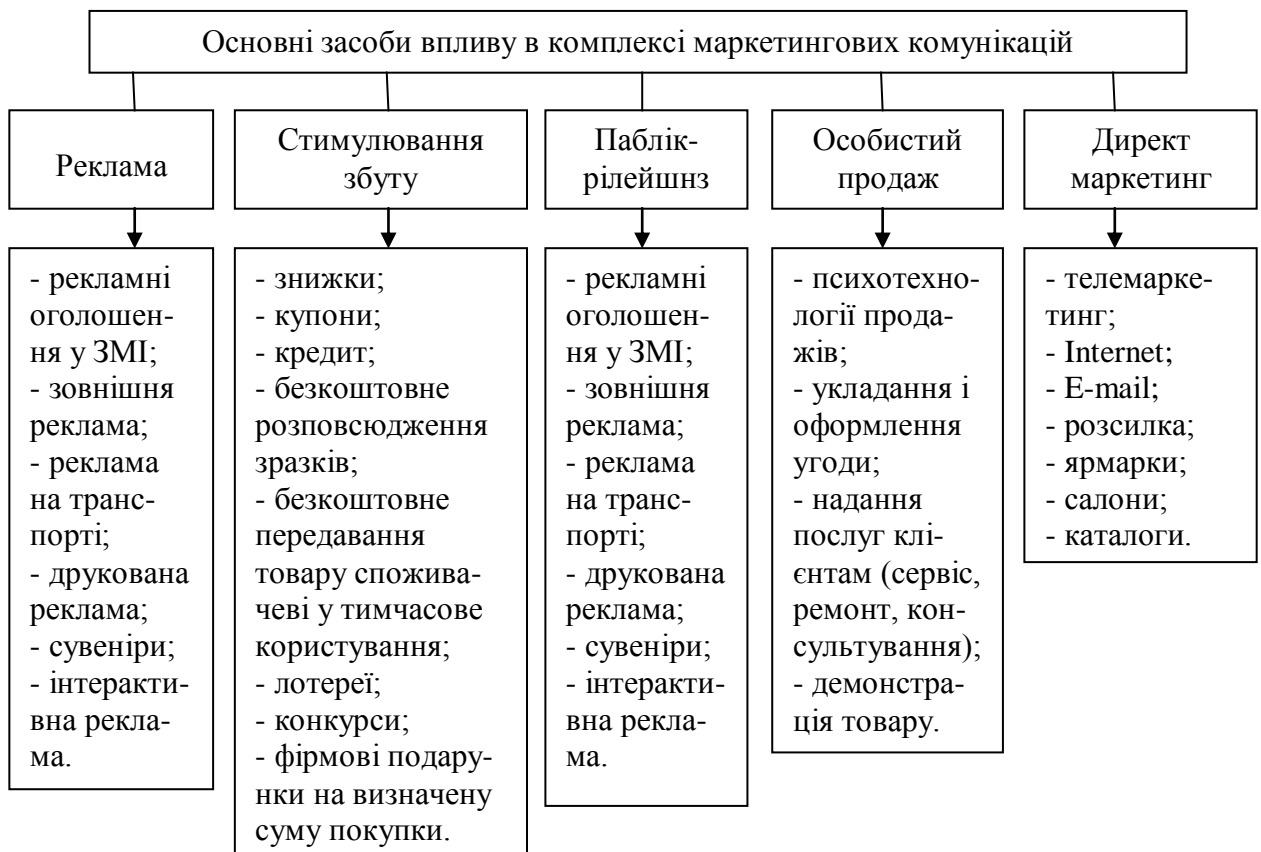 Основні засоби впливу в комплексі маркетингових комунікацій
Реклама
Стимулювання
збуту
Паблік-
рілейшнз
Особистий
продаж
Директ
маркетинг
- рекламні
оголошен-
ня у ЗМІ;
- зовнішня
реклама;
- реклама
на транс-
порті;
- друкована
реклама;
- сувеніри;
- інтеракти-
вна рекла-
ма.
- знижки;
- купони;
- кредит;
- безкоштовне
розповсюдження
зразків;
- безкоштовне
передавання
товару спожива-
чеві у тимчасове
користування;
- лотереї;
- конкурси;
- фірмові подару-
нки на визначену
суму покупки.
- рекламні
оголошен-
ня у ЗМІ;
- зовнішня
реклама;
- реклама
на транс-
порті;
- друкована
реклама;
- сувеніри;
- інтеракти-
вна рекла-
ма.
- психотехно-
логії прода-
жів;
- укладання і
оформлення
угоди;
- надання
послуг клі-
єнтам (сервіс,
ремонт, кон-
сультування);
- демонстра-
ція товару.
- телемарке-
тинг;
- Internet;
- E-mail;
- розсилка;
- ярмарки;
- салони;
- каталоги.